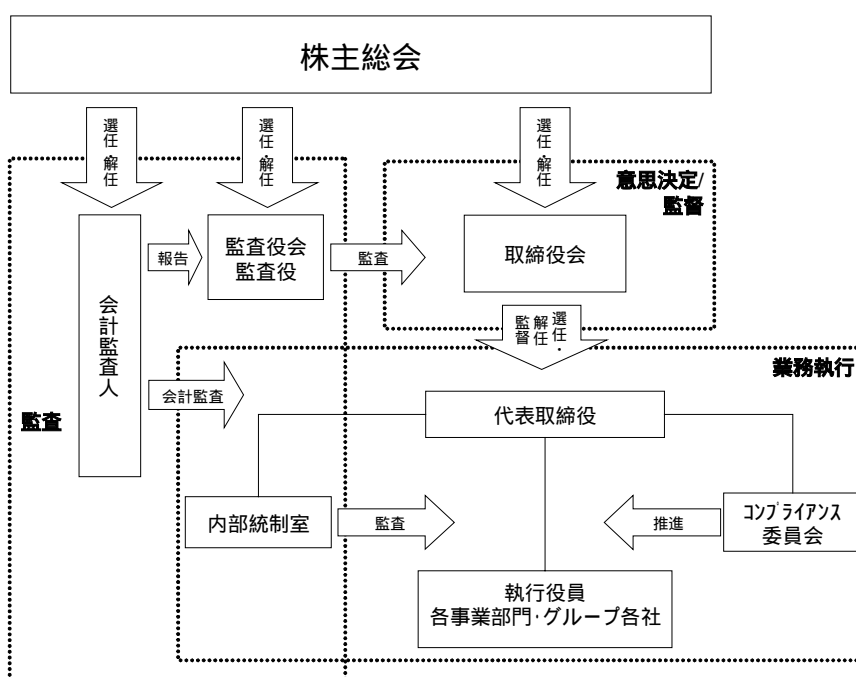 株主総会
選任・解任
選任・解任
選任・解任
意思決定/
監督
監査役会
監査役
取締役会
報告
監査
会計監査人
選任・
解任
監督
業務執行
会計監査
代表取締役
監査
内部統制室
監査
推進
コンプライアンス
委員会
執行役員
各事業部門・グループ各社